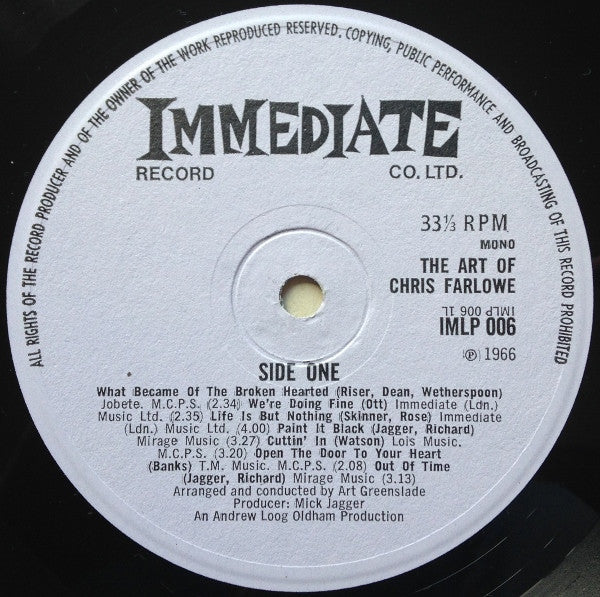 ALL RIGHTS OF THE RECORD PRODUCER AND OF THE OWNER OF THE WORK REPRODUCED RESERVED. COPYING, PUBLIC PERFORMANCE AND BROADCASTING OF THIS RECORD PROHIBITED
IMMEDIATE
RECORD CO. LTD.
33⅓ RPM
MONO
THE ART OF
CHRIS FARLOWE
IMLP 006 1L
IMLP 006
Ⓟ 1966
SIDE ONE
What Became Of The Broken Hearted (Riser, Dean, Wetherspoon)
Jobete. M.C.P.S. (2.34) We're Doing Fine (Ott) Immediate (Ldn.)
Music Ltd. (2.35) Life Is But Nothing (Skinner, Rose) Immediate
(Ldn.) Music Ltd. (4.00) Paint It Black (Jagger, Richard)
Mirage Music (3.27) Cuttin' In (Watson) Lois Music.
M.C.P.S. (3.20) Open The Door To Your Heart
(Banks) T.M. Music. M.C.P.S. (2.08) Out Of Time
(Jagger, Richard) Mirage Music (3.13)
Arranged and conducted by Art Greenslade
Producer: Mick Jagger
An Andrew Loog Oldham Production